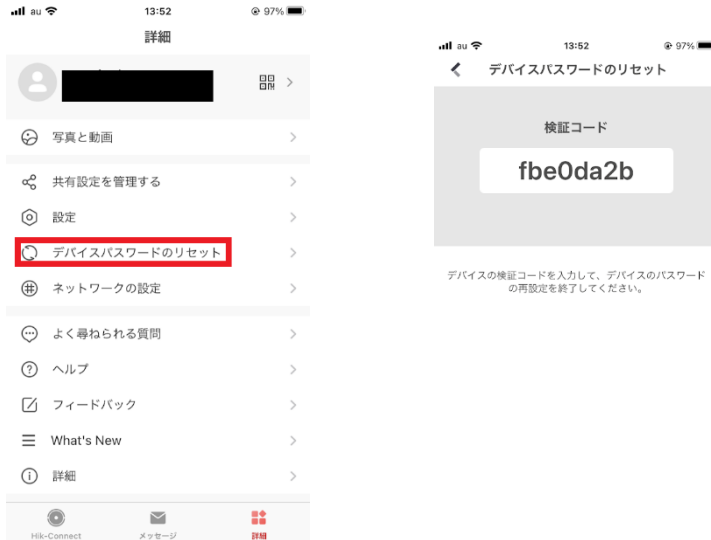 au 13:52 97%
詳細
写真と動画
共有設定を管理する
設定
デバイスパスワードのリセット
ネットワークの設定
よく尋ねられる質問
ヘルプ
フィードバック
What's New
詳細
Hik-Connect メッセージ 詳細
au 13:52 97%
デバイスパスワードのリセット
検証コード
fbe0da2b
デバイスの検証コードを入力して、デバイスのパスワード
の再設定を終了してください。